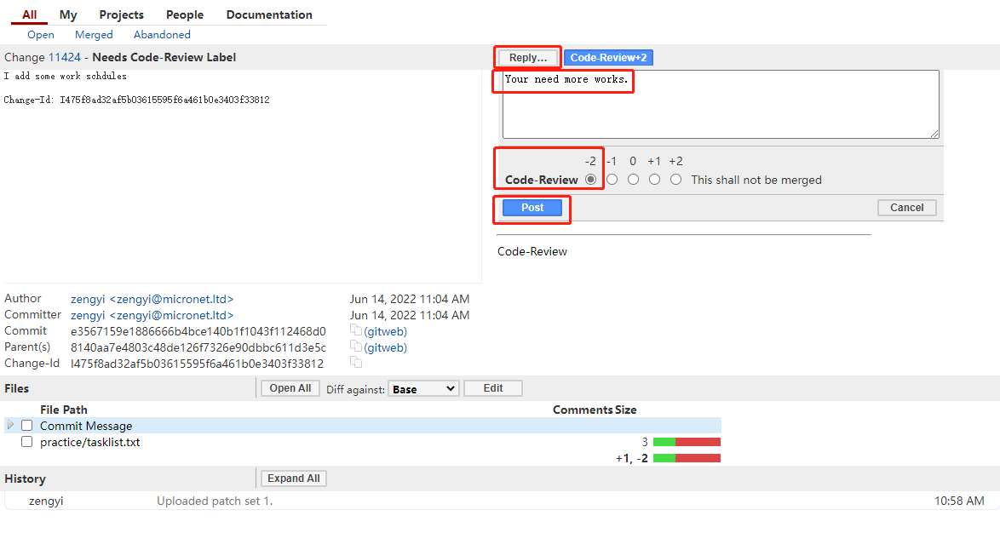 All My Projects People Documentation
Open Merged Abandoned
Change 11424 - Needs Code-Review Label
Reply… Code-Review+2
I add some work schdules
Change-Id: I475f8ad32af5b03615595f6a461b0e3403f33812
Your need more works.
-2 -1 0 +1 +2
Code-Review This shall not be merged
Post Cancel
Code-Review
Author zengyi <zengyi@micronet.ltd> Jun 14, 2022 11:04 AM
Committer zengyi <zengyi@micronet.ltd> Jun 14, 2022 11:04 AM
Commit e3567159e1886666b4bce140b1f1043f112468d0 (gitweb)
Parent(s) 8140aa7e4803c48de126f7326e90dbbc611d3e5c (gitweb)
Change-Id I475f8ad32af5b03615595f6a461b0e3403f33812
Files Open All Diff against: Base Edit
File Path Comments Size
Commit Message
practice/tasklist.txt 3
+1, -2
History Expand All
zengyi Uploaded patch set 1. 10:58 AM